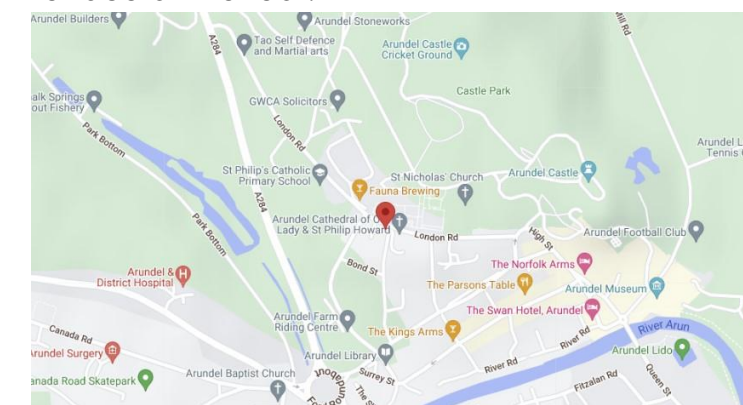 Arundel Builders
Arundel Stoneworks
A284
Tao Self Defence
and Martial arts
Arundel Castle
Cricket Ground
Mill Rd
Castle Park
GWCA Solicitors
alk Springs
out Fishery
Park Bottom
London Rd
Arundel L
Tennis C
St Philip's Catholic
Primary School
St Nicholas' Church
Arundel Castle
Fauna Brewing
A284
Park Bottom
Arundel Cathedral of O
Lady & St Philip Howard
London Rd
High St
Arundel Football Club
Bond St
Arundel &
District Hospital
The Norfolk Arms
The Parsons Table
Arundel Museum
The Swan Hotel, Arundel
Arundel Farm
Riding Centre
The Kings Arms
River Arun
Canada Rd
River Rd
Arundel Surgery
Arundel Library
Arundel Lido
River Rd
anada Road Skatepark
Arundel Baptist Church
Surrey St
Fitzalan Rd
Queen St